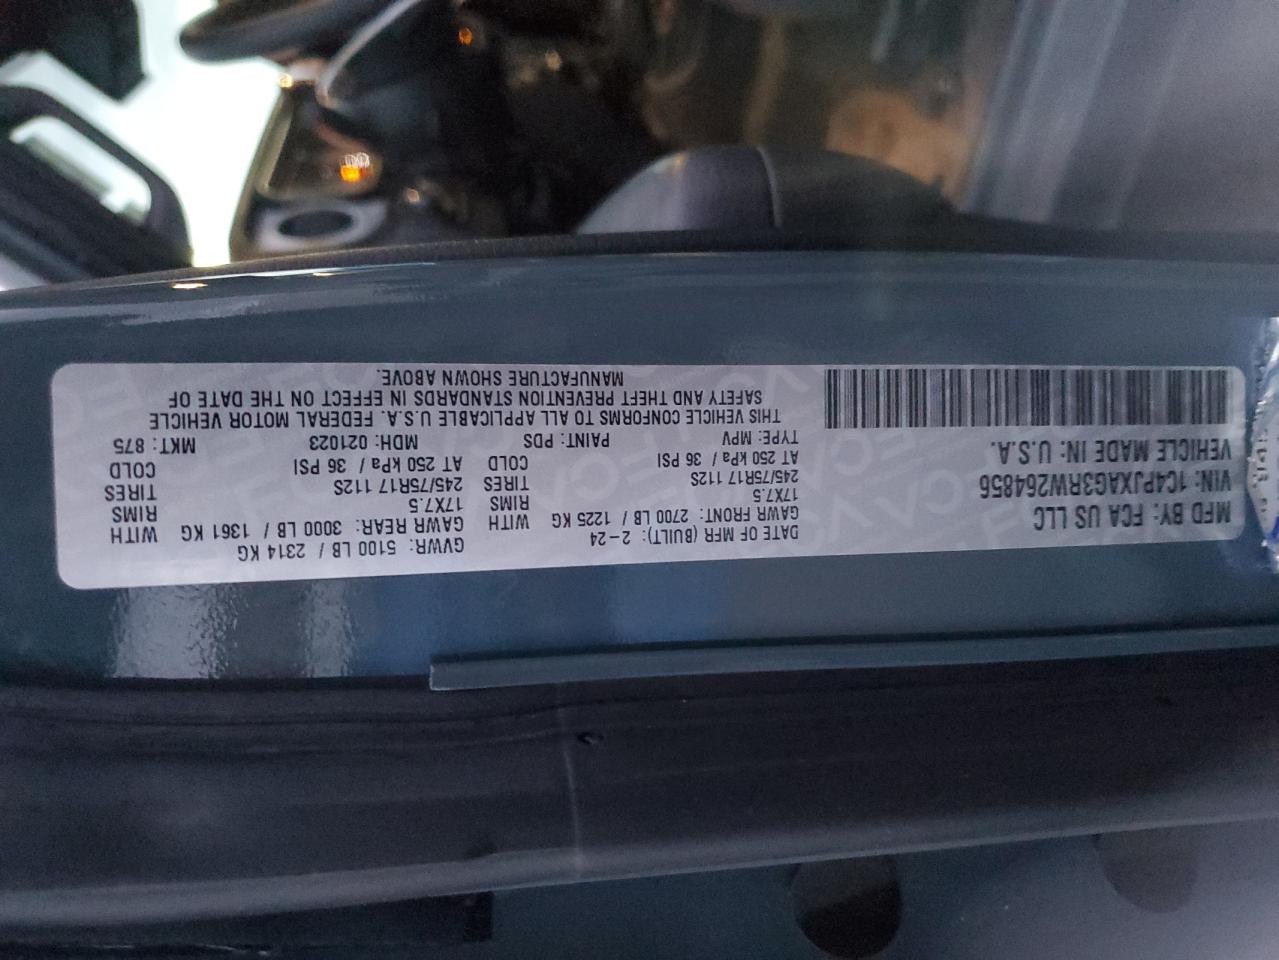 MFD BY: FCA US LLC
VIN: 1C4PJXAG3RW264856
VEHICLE MADE IN: U.S.A.
DATE OF MFR (BUILT): 2-24
GAWR FRONT: 2700 LB / 1225 KG
17X7.5
245/75R17 112S
AT 250 kPa / 36 PSI
TYPE: MPV
WITH
RIMS
TIRES
COLD
PAINT: PDS
GVWR: 5100 LB / 2314 KG
GAWR REAR: 3000 LB / 1361 KG
17X7.5
245/75R17 112S
AT 250 kPa / 36 PSI
MDH: 021023
WITH
RIMS
TIRES
COLD
MKT: 875
THIS VEHICLE CONFORMS TO ALL APPLICABLE U.S.A. FEDERAL MOTOR VEHICLE
SAFETY AND THEFT PREVENTION STANDARDS IN EFFECT ON THE DATE OF
MANUFACTURE SHOWN ABOVE.